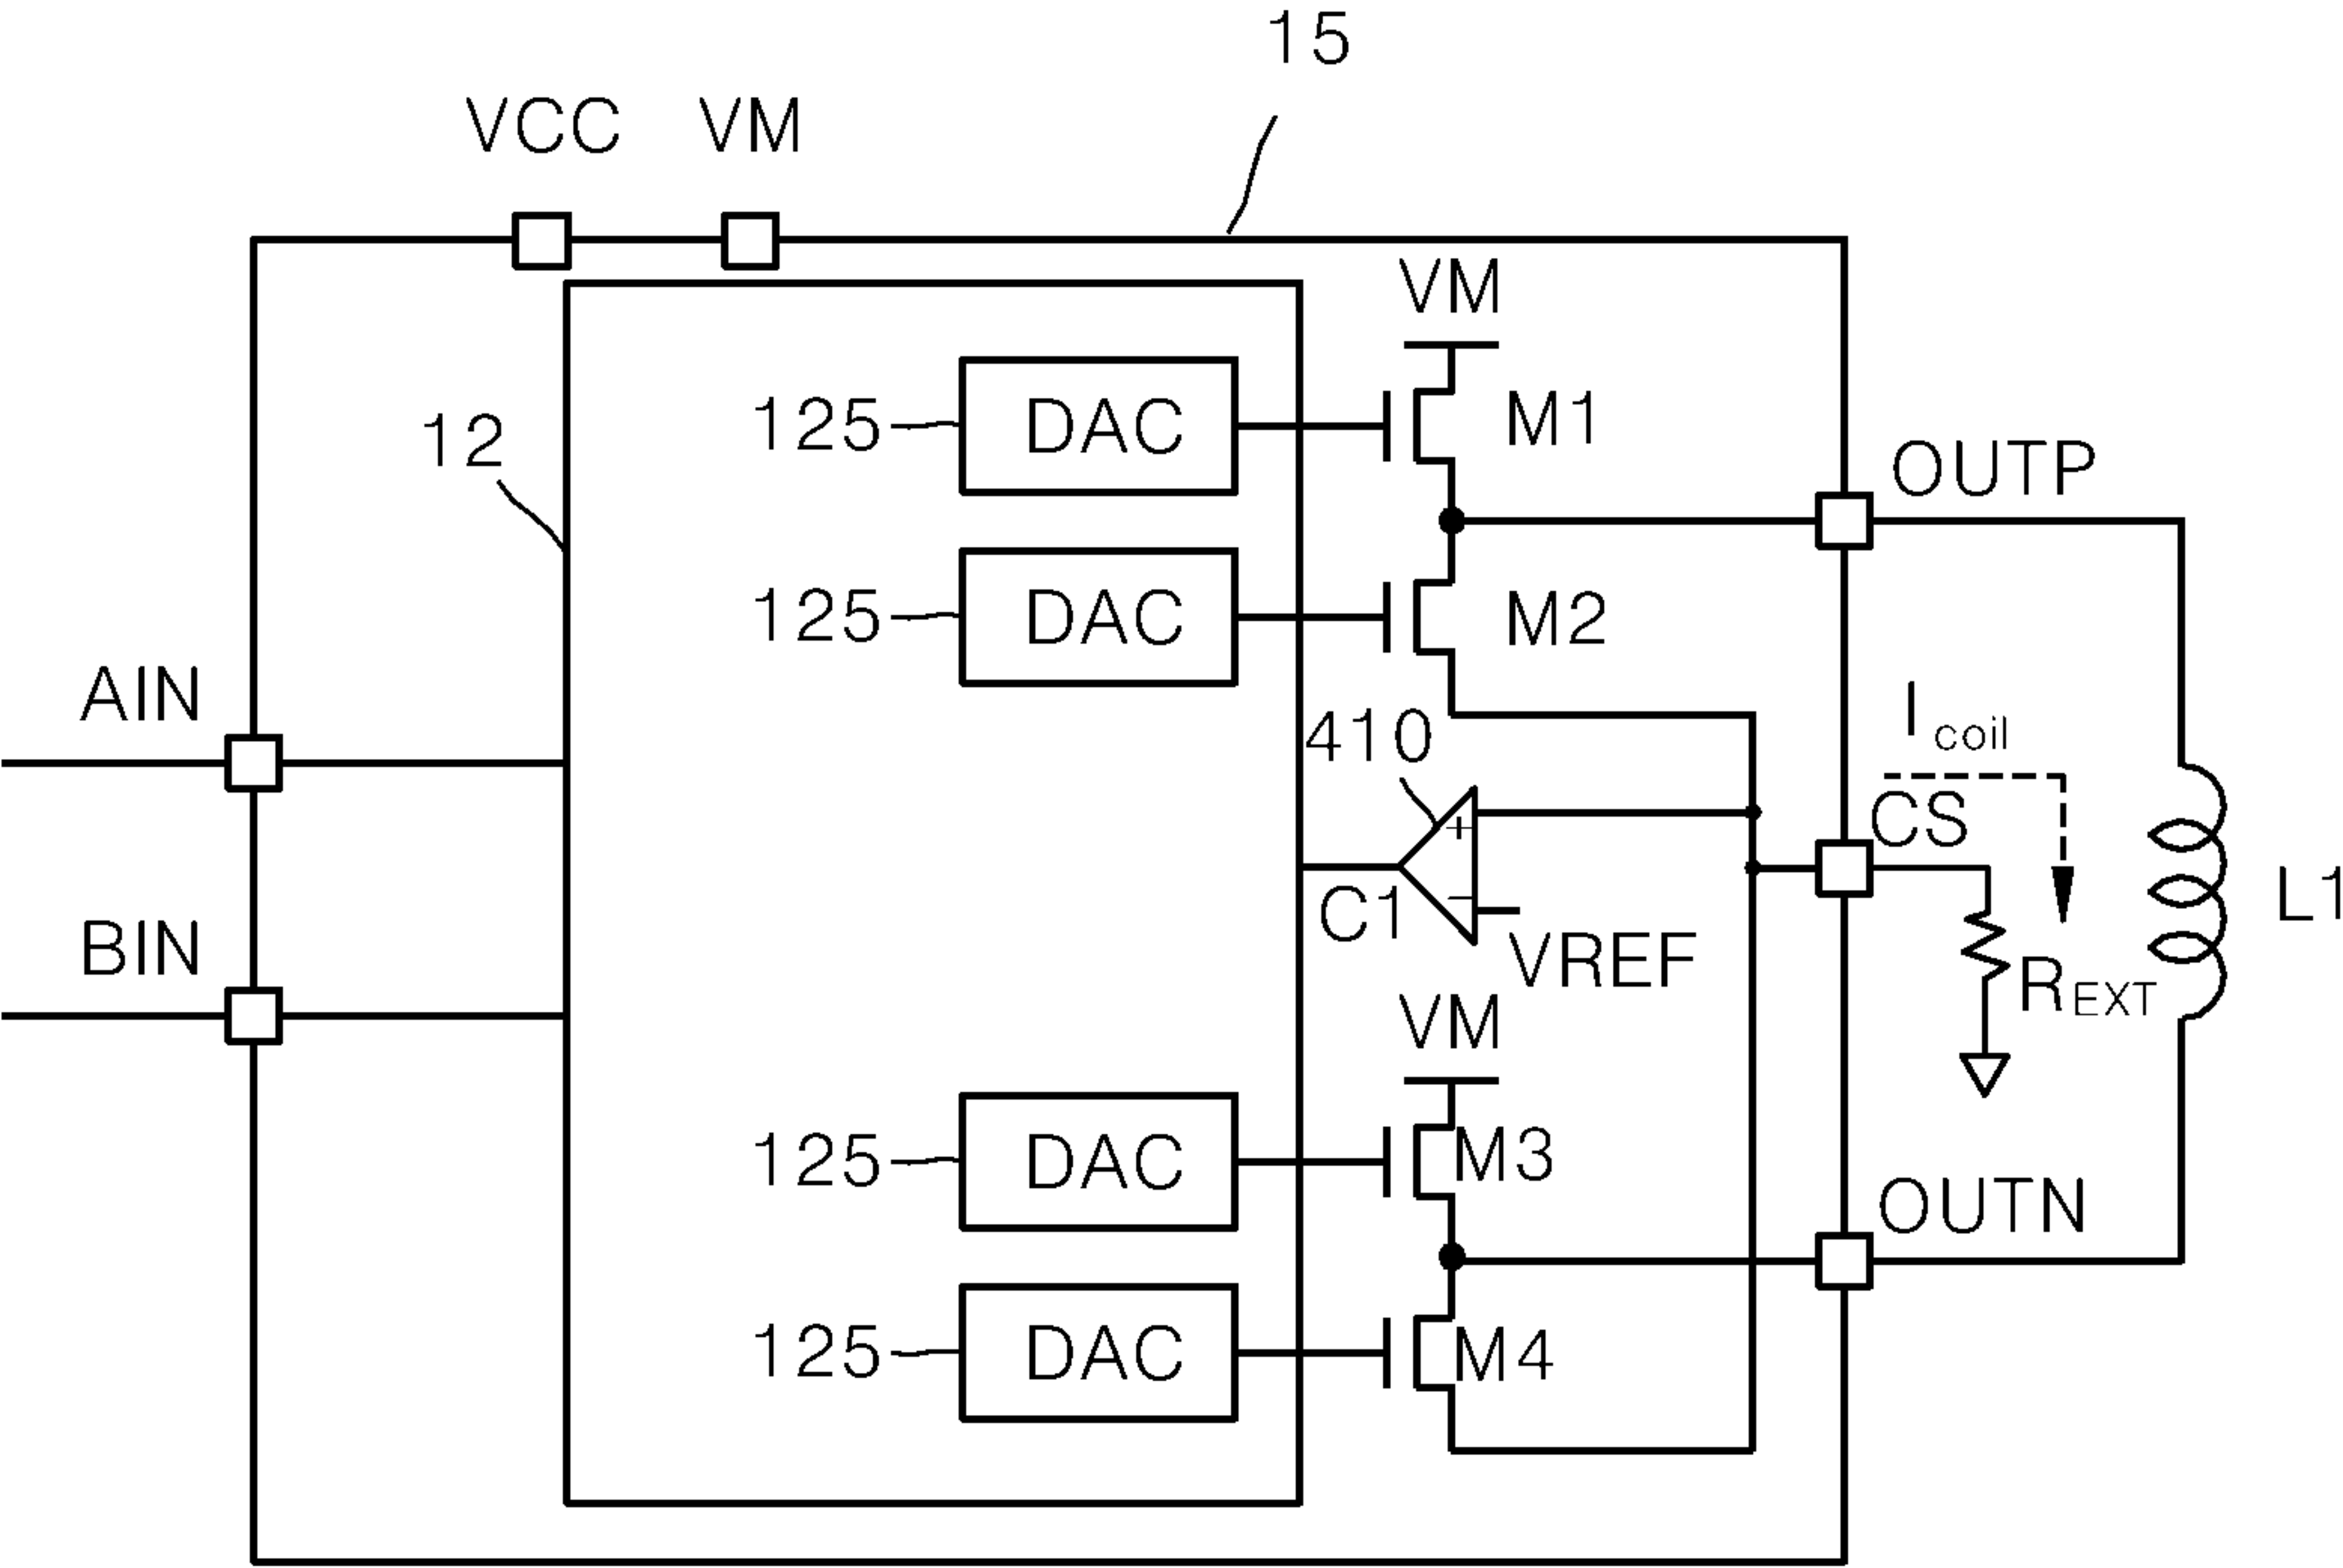 15
VCC VM
VM
125 DAC M1
12
OUTP
125 DAC M2
AIN
410
I coil
CS
+
L1
C1
−
BIN
VREF
REXT
VM
125 DAC M3
OUTN
125 DAC M4